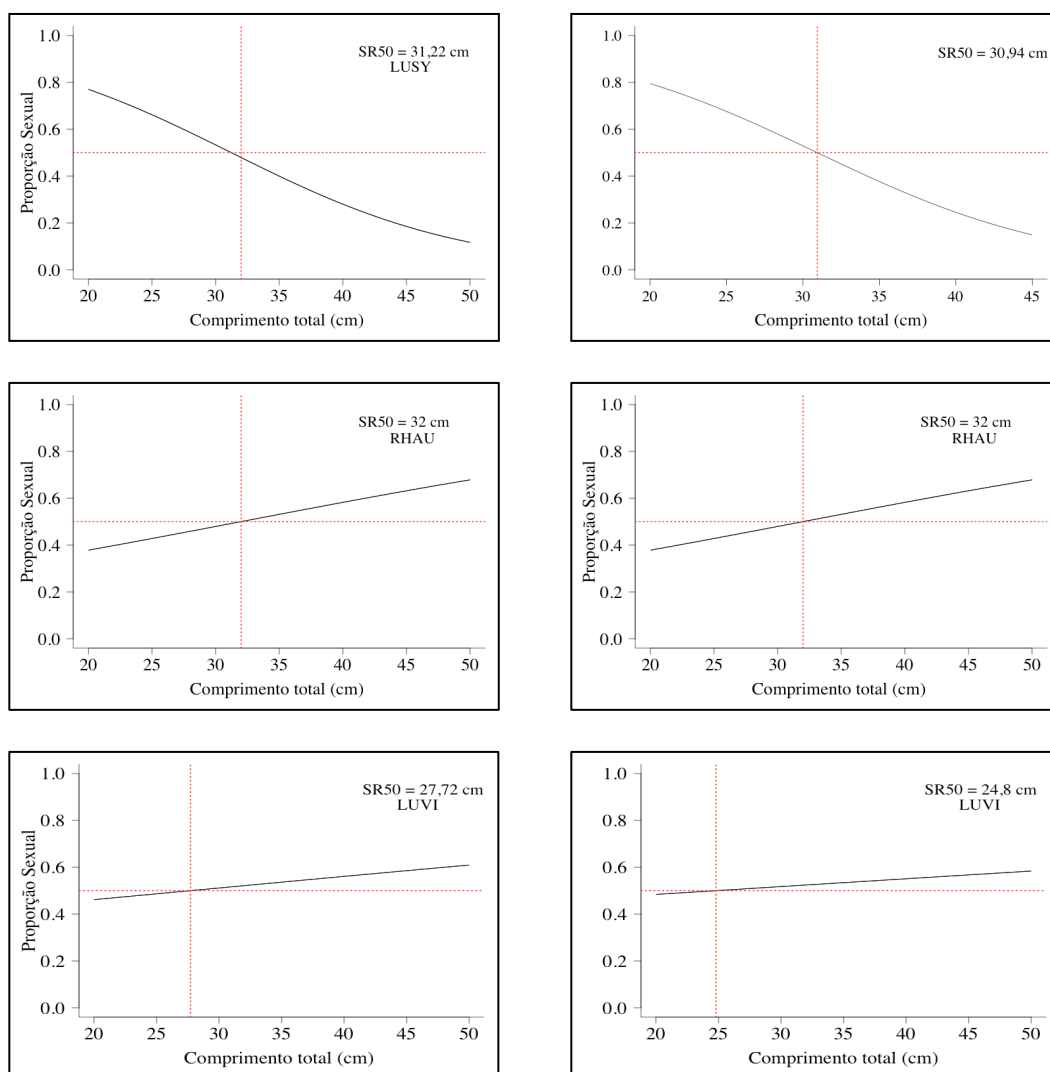 SR50 = 31,22 cm
LUSY
Proporção Sexual
1.0
0.8
0.6
0.4
0.2
0.0
20 25 30 35 40 45 50
Comprimento total (cm)
SR50 = 30,94 cm
1.0
0.8
0.6
0.4
0.2
0.0
20 25 30 35 40 45
Comprimento total (cm)
SR50 = 32 cm
RHAU
Proporção Sexual
1.0
0.8
0.6
0.4
0.2
0.0
20 25 30 35 40 45 50
Comprimento total (cm)
SR50 = 32 cm
RHAU
Proporção Sexual
1.0
0.8
0.6
0.4
0.2
0.0
20 25 30 35 40 45 50
Comprimento total (cm)
SR50 = 27,72 cm
LUVI
Proporção Sexual
1.0
0.8
0.6
0.4
0.2
0.0
20 25 30 35 40 45 50
Comprimento total (cm)
SR50 = 24,8 cm
LUVI
1.0
0.8
0.6
0.4
0.2
0.0
20 25 30 35 40 45 50
Comprimento total (cm)